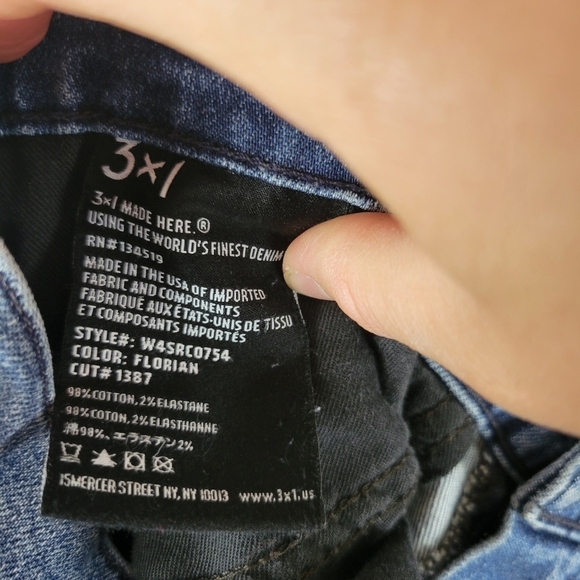 3×1
3×1 MADE HERE.®
USING THE WORLD'S FINEST DENIM
RN#134519
MADE IN THE USA OF IMPORTED
FABRIC AND COMPONENTS
FABRIQUÉ AUX ÉTATS-UNIS DE TISSU
ET COMPOSANTS IMPORTÉS
STYLE#: W4SRC0754
COLOR: FLORIAN
CUT# 1387
98%COTTON, 2%ELASTANE
98%COTON, 2%ELASTHANNE
綿98%、エラステン2%
15MERCER STREET NY, NY 10013 www.3x1.us